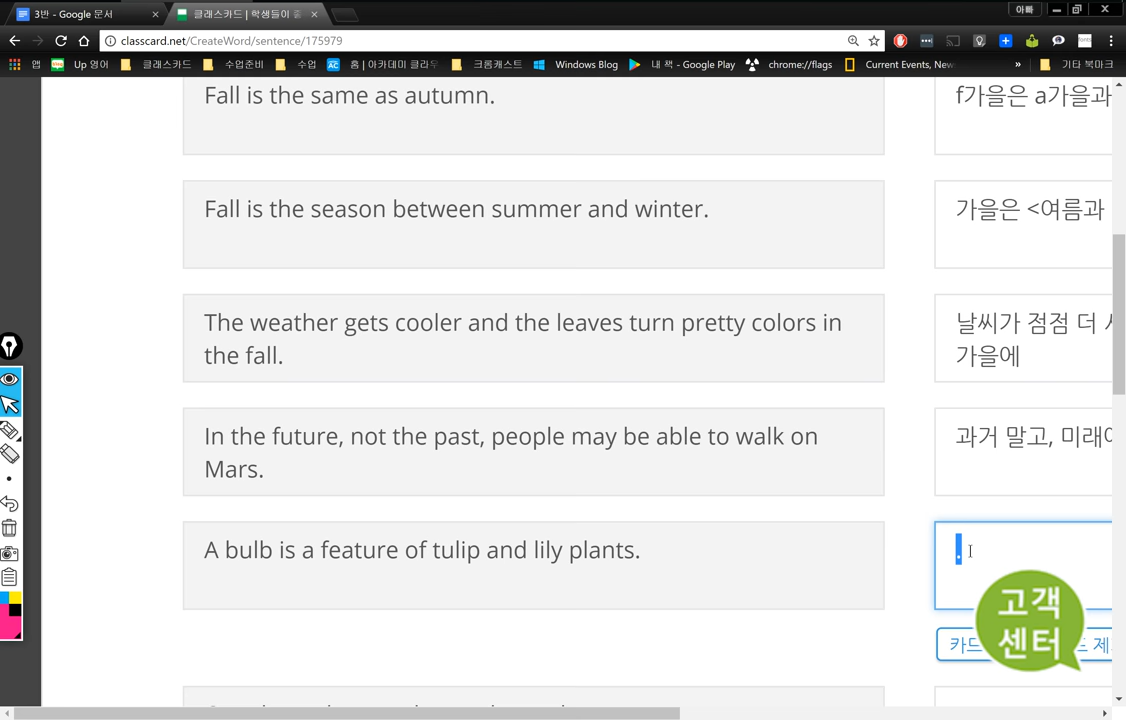 3반 - Google 문서
클래스카드 | 학생들이 좋
아빠
classcard.net/CreateWord/sentence/175979
앱
Up 영어
클래스카드
수업준비
수업
홈 | 아카데미 클라우
크롬캐스트
Windows Blog
내 책 - Google Play
chrome://flags
Current Events, New
»
기타 북마크
Fall is the same as autumn.
f가을은 a가을과
Fall is the season between summer and winter.
가을은 <여름과
The weather gets cooler and the leaves turn pretty colors in
the fall.
날씨가 점점 더
가을에
In the future, not the past, people may be able to walk on
Mars.
과거 말고, 미래에
A bulb is a feature of tulip and lily plants.
.
고객
센터
카드
드 제